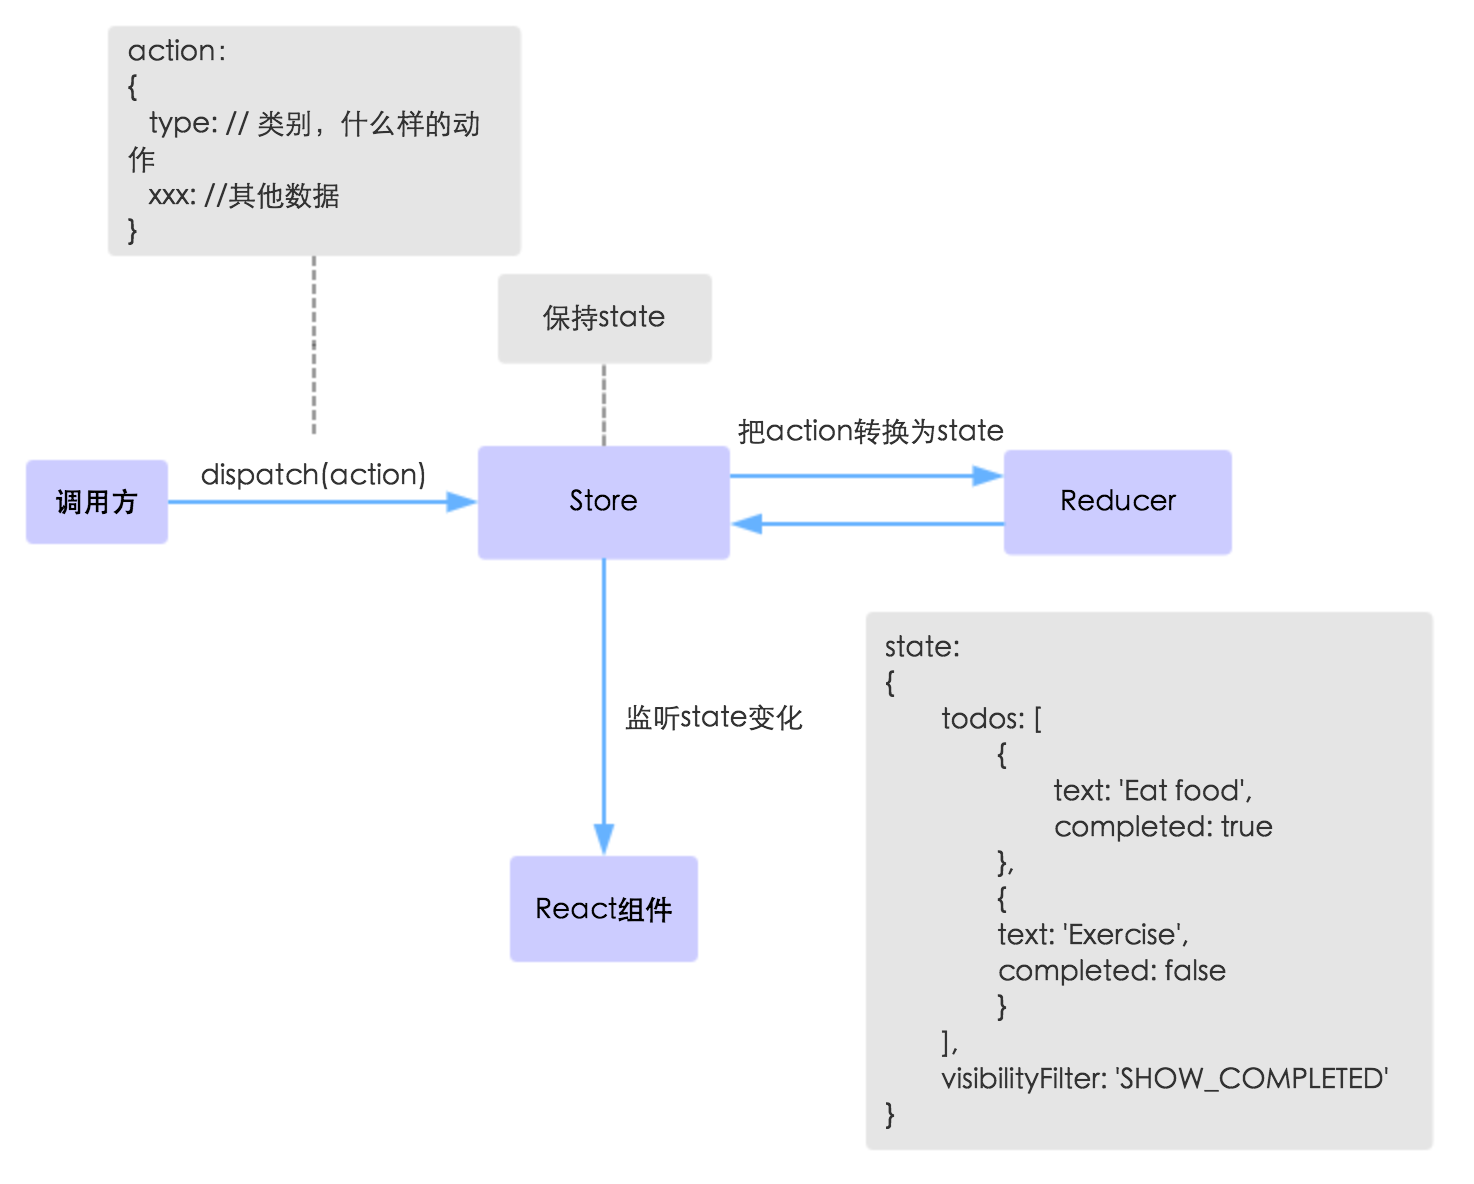 action：
{
type: // 类别，什么样的动
作
xxx: //其他数据
}
保持state
把action转换为state
dispatch(action)
调用方
Store
Reducer
监听state变化
React组件
state:
{
todos: [
{
text: 'Eat food',
completed: true
},
{
text: 'Exercise',
completed: false
}
],
visibilityFilter: 'SHOW_COMPLETED'
}